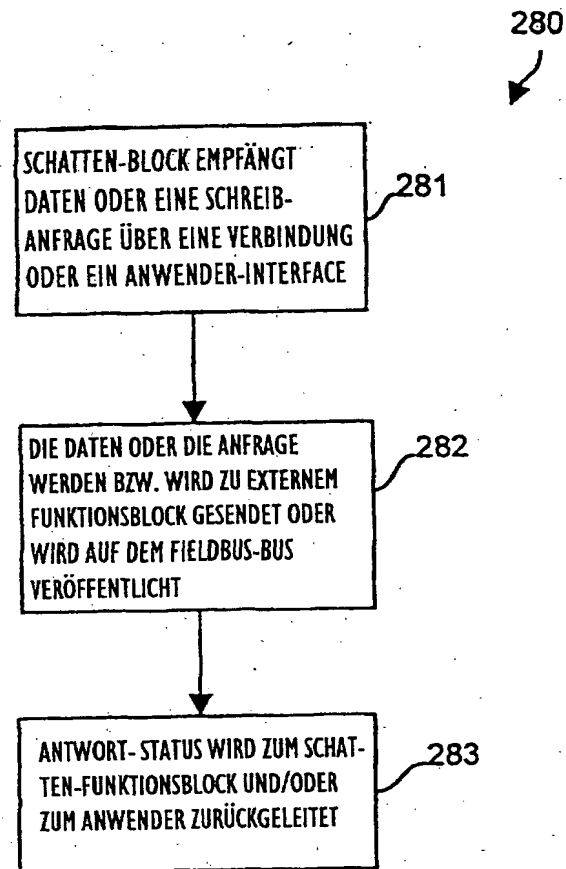 280
SCHATTEN-BLOCK EMPFÄNGT
DATEN ODER EINE SCHREIB-
ANFRAGE ÜBER EINE VERBINDUNG
ODER EIN ANWENDER-INTERFACE
281
DIE DATEN ODER DIE ANFRAGE
WERDEN BZW. WIRD ZU EXTERNEM
FUNKTIONSBLOCK GESENDET ODER
WIRD AUF DEM FIELDBUS-BUS
VERÖFFENTLICHT
282
ANTWORT-STATUS WIRD ZUM SCHAT-
TEN-FUNKTIONSBLOCK UND/ODER
ZUM ANWENDER ZURÜCKGELEITET
283